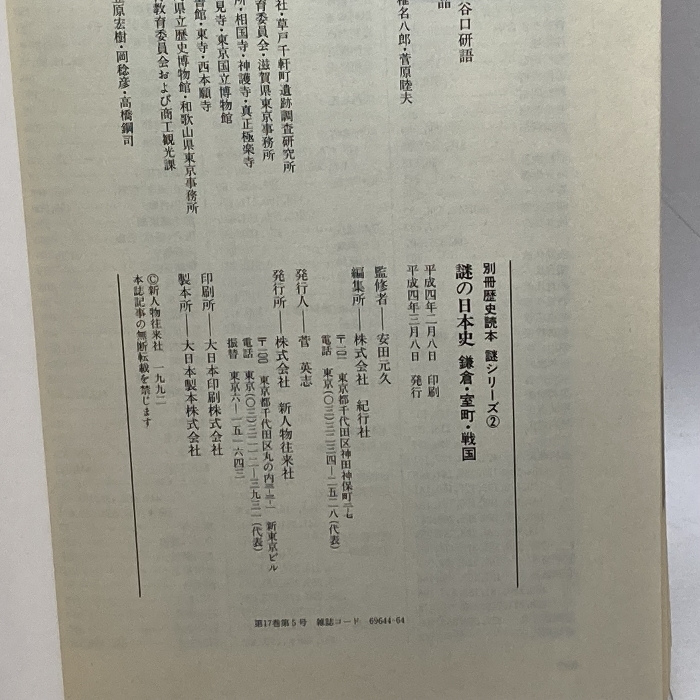 谷口研語
椎名八郎・菅原睦夫
社・草戸千軒町遺跡調査研究所
育委員会・滋賀県東京事務所
所・相国寺・神護寺・真正極楽寺
見寺・東京国立博物館
書館・東寺・西本願寺
県立歴史博物館・和歌山県東京事務所
教育委員会および商工観光課
原宏樹・岡稔彦・高橋鋼司
別冊歴史読本 謎シリーズ②
謎の日本史 鎌倉・室町・戦国
平成四年二月八日 印刷
平成四年三月八日 発行
監修者――安田元久
編集所――株式会社 紀行社
〒一〇一 東京都千代田区神田神保町二―七
電話 東京(〇三)三二三四―二五二八(代表)
発行人――菅 英志
発行所――株式会社 新人物往来社
〒一〇〇 東京都千代田区丸の内三―三―一 新東京ビル
電話 東京(〇三)三二一二―三九三一(代表)
振替 東京六―一五一六四三
印刷所 大日本印刷株式会社
製本所――大日本製本株式会社
©新人物往来社 一九九二
本誌記事の無断転載を禁じます
第17巻第5号 雑誌コード 69644-64